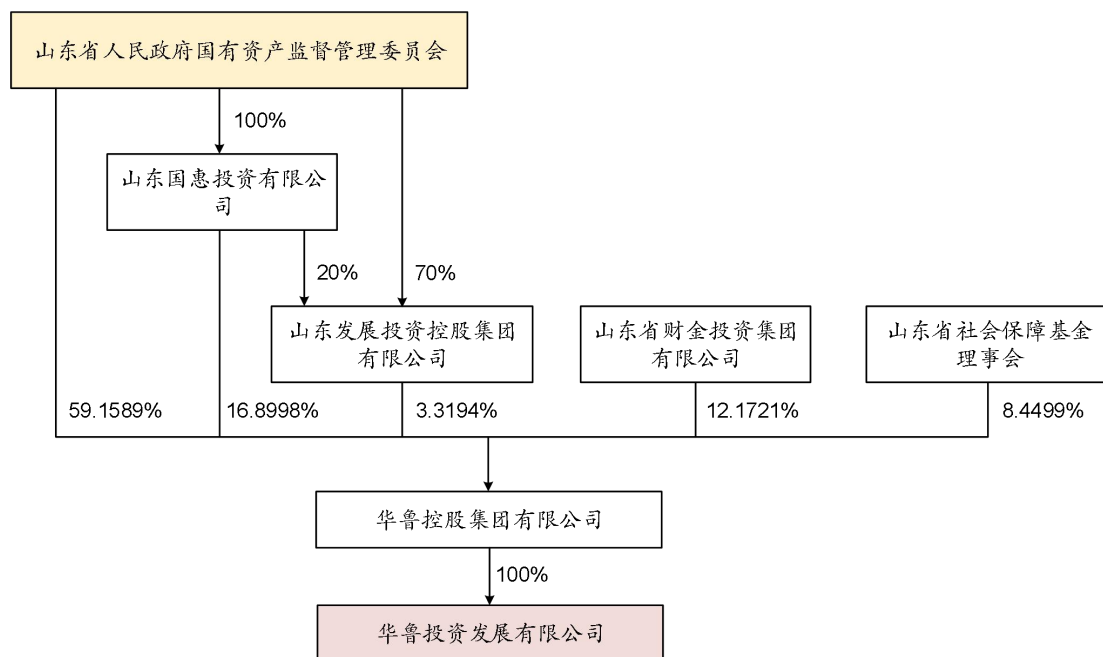 山东省人民政府国有资产监督管理委员会
100%
山东国惠投资有限公
司
20%
70%
山东发展投资控股集团
有限公司
山东省财金投资集团
有限公司
山东省社会保障基金
理事会
59.1589%
16.8998%
3.3194%
12.1721%
8.4499%
华鲁控股集团有限公司
100%
华鲁投资发展有限公司